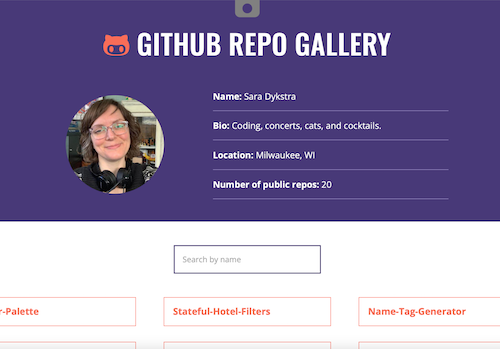 GITHUB REPO GALLERY
Name: Sara Dykstra
Bio: Coding, concerts, cats, and cocktails.
Location: Milwaukee, WI
Number of public repos: 20
Search by name
r-Palette
Stateful-Hotel-Filters
Name-Tag-Generator